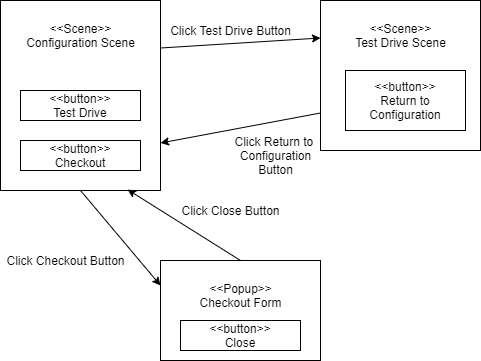 <<Scene>>
Configuration Scene
<<button>>
Test Drive
<<button>>
Checkout
Click Test Drive Button
<<Scene>>
Test Drive Scene
<<button>>
Return to
Configuration
Click Return to
Configuration
Button
Click Close Button
Click Checkout Button
<<Popup>>
Checkout Form
<<button>>
Close